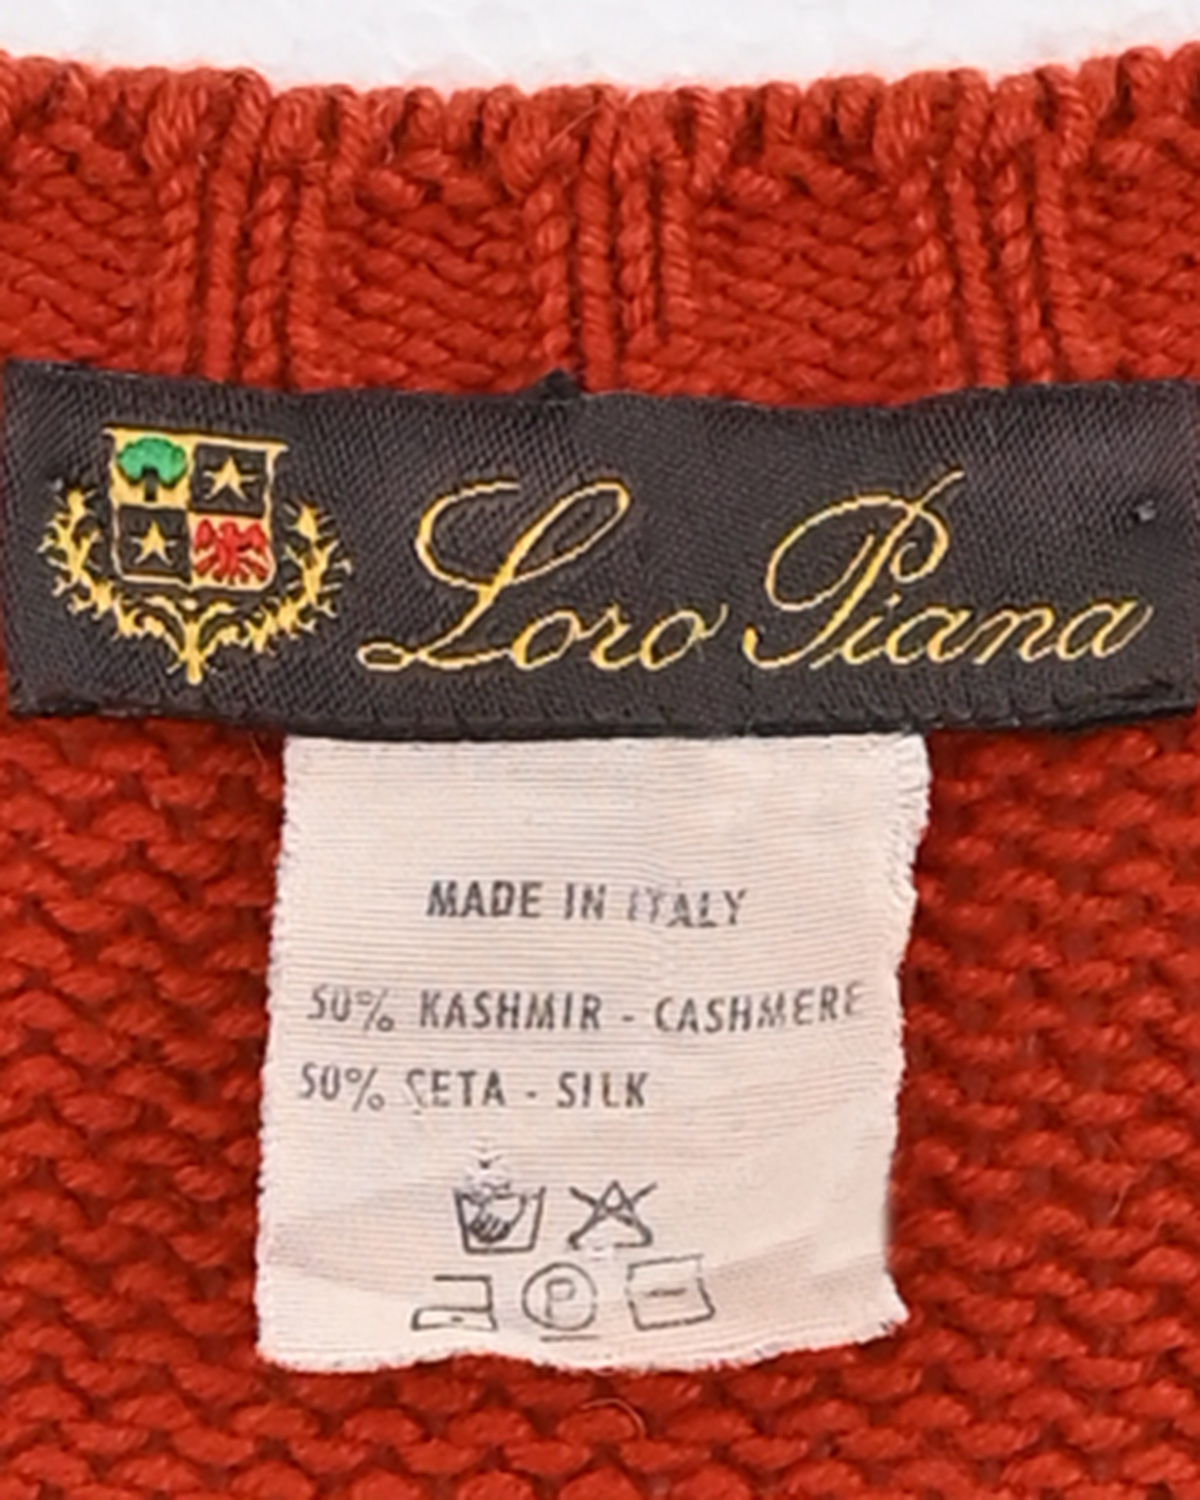 Loro Piana
MADE IN ITALY
50% KASHMIR - CASHMERE
50% SETA - SILK
P